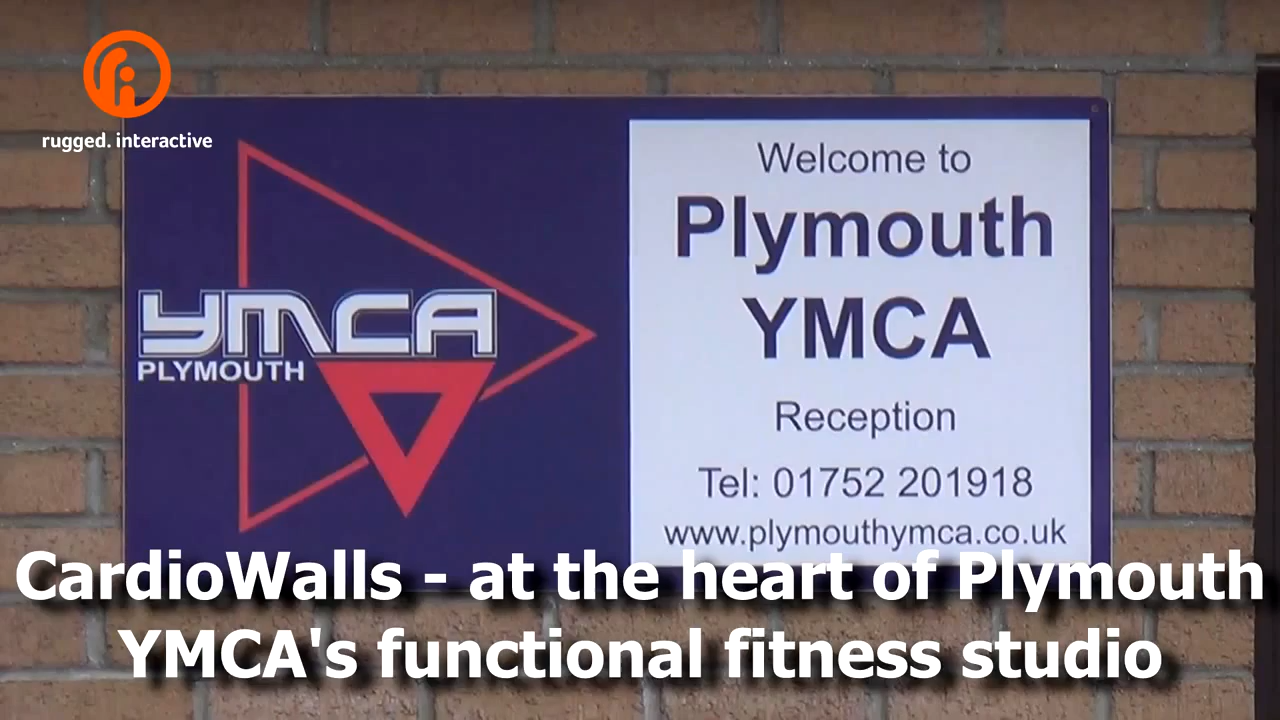 rugged. interactive
YMCA
PLYMOUTH
Welcome to
Plymouth
YMCA
Reception
Tel: 01752 201918
www.plymouthymca.co.uk
CardioWalls - at the heart of Plymouth
YMCA's functional fitness studio